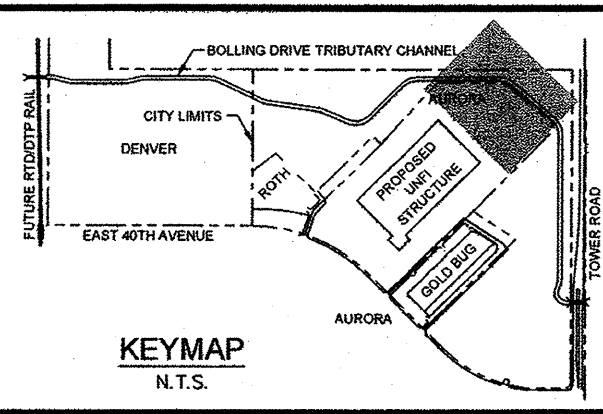 BOLLING DRIVE TRIBUTARY CHANNEL
AURORA
CITY LIMITS
DENVER
FUTURE RTD/DTP RAIL
ROTH
PROPOSED
UNFI
STRUCTURE
EAST 40TH AVENUE
GOLD BUG
TOWER ROAD
AURORA
KEYMAP
N.T.S.